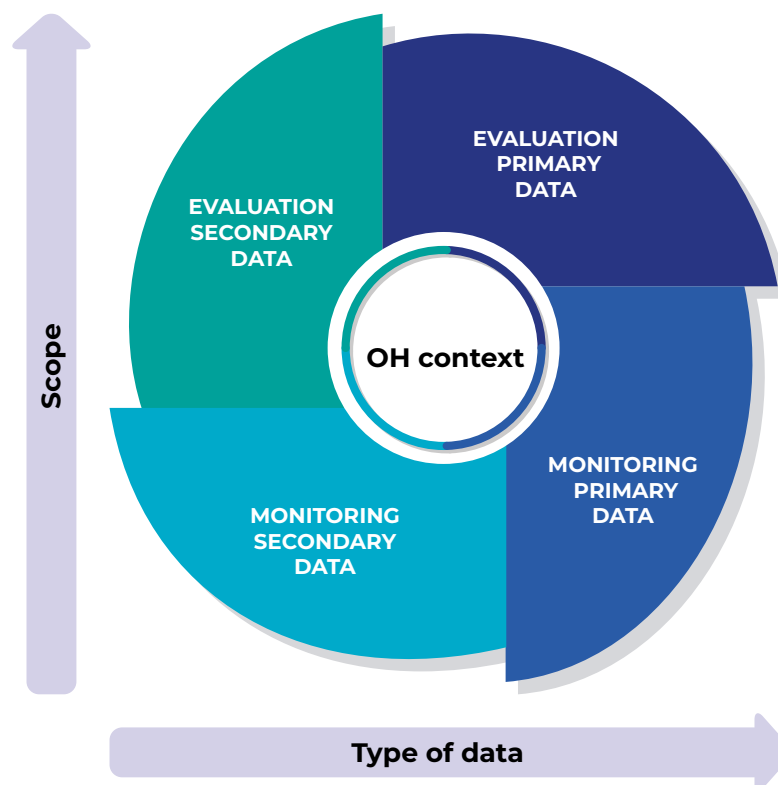 EVALUATION
PRIMARY
DATA
EVALUATION
SECONDARY
DATA
OH context
Scope
MONITORING
PRIMARY
DATA
MONITORING
SECONDARY
DATA
Type of data